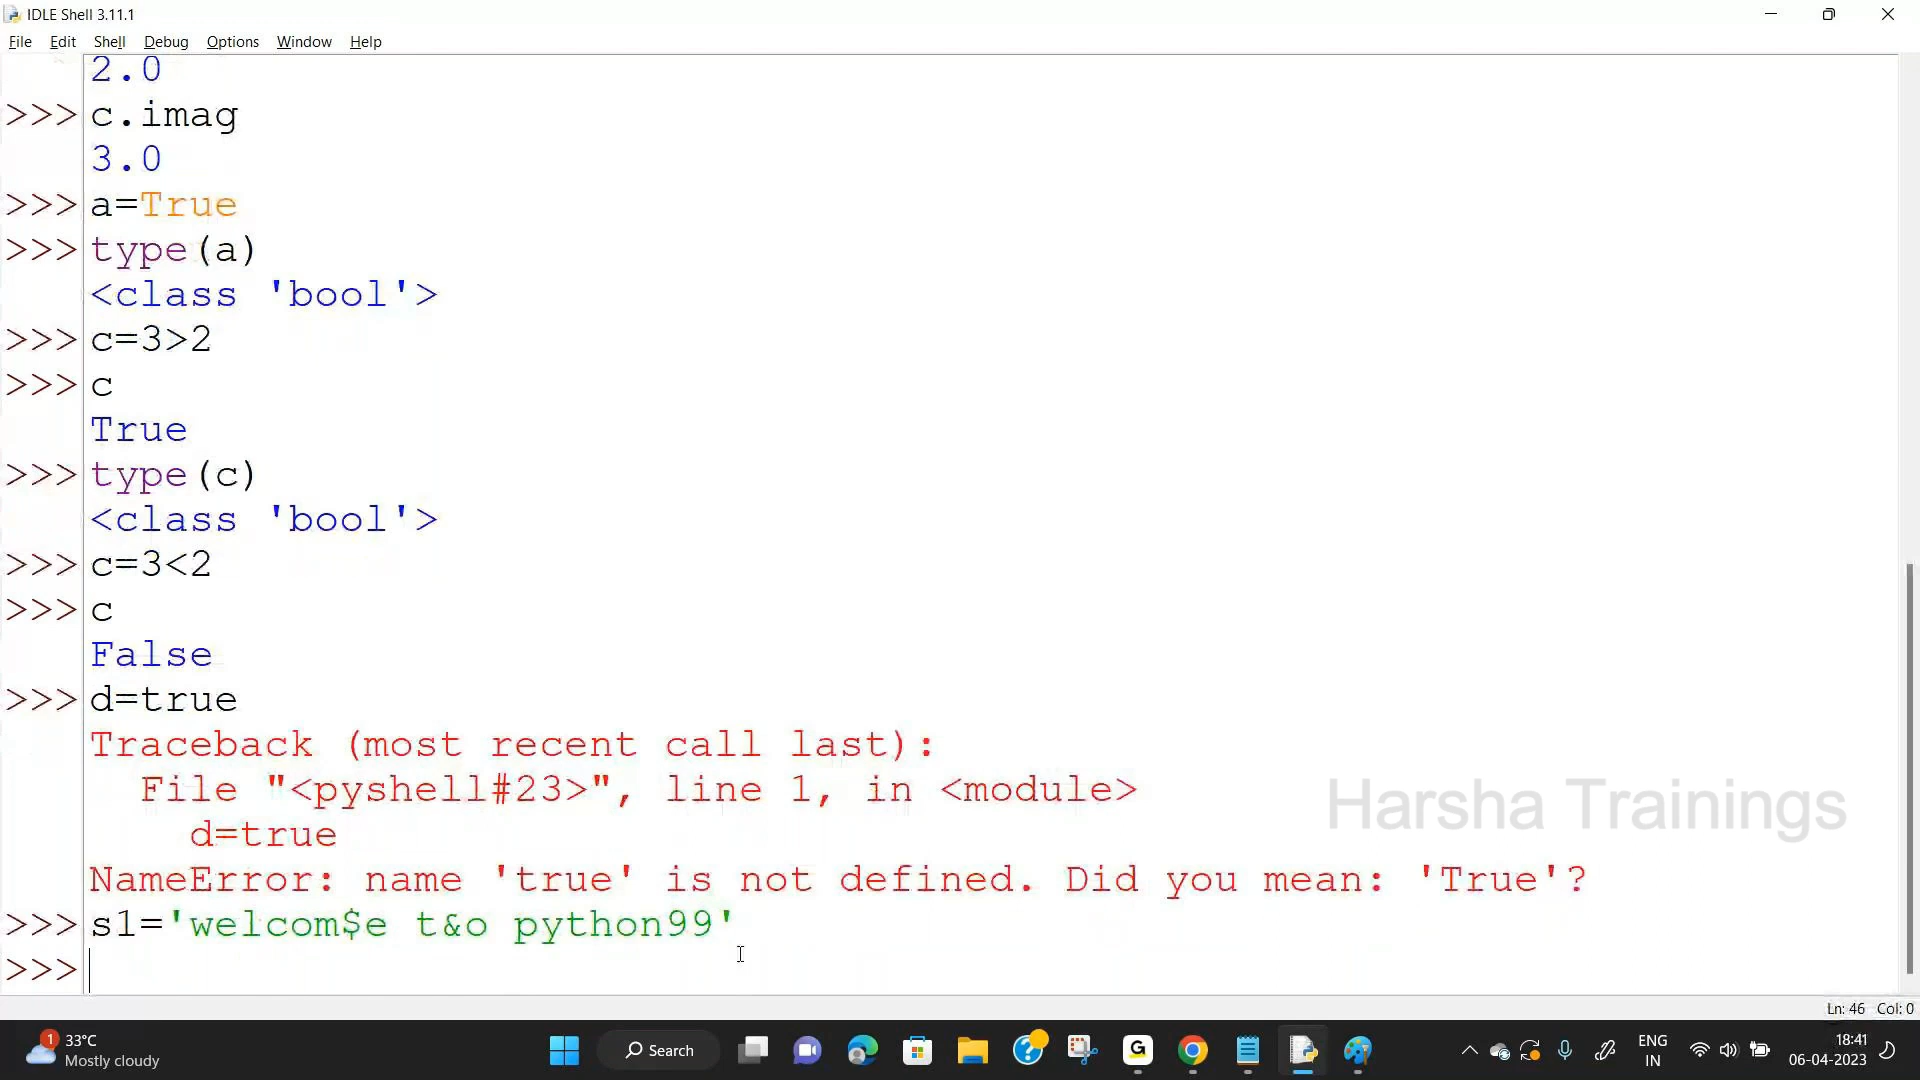 IDLE Shell 3.11.1
File Edit Shell Debug Options Window Help
2.0
>>> c.imag
3.0
>>> a=True
>>> type(a)
<class 'bool'>
>>> c=3>2
>>> c
True
>>> type(c)
<class 'bool'>
>>> c=3<2
>>> c
False
>>> d=true
Traceback (most recent call last):
File "<pyshell#23>", line 1, in <module>
d=true
NameError: name 'true' is not defined. Did you mean: 'True'?
>>> s1='welcom$e t&o python99'
>>>
Harsha Trainings
Ln: 46 Col: 0
1
33°C
Mostly cloudy
Search
G
ENG
IN
18:41
06-04-2023